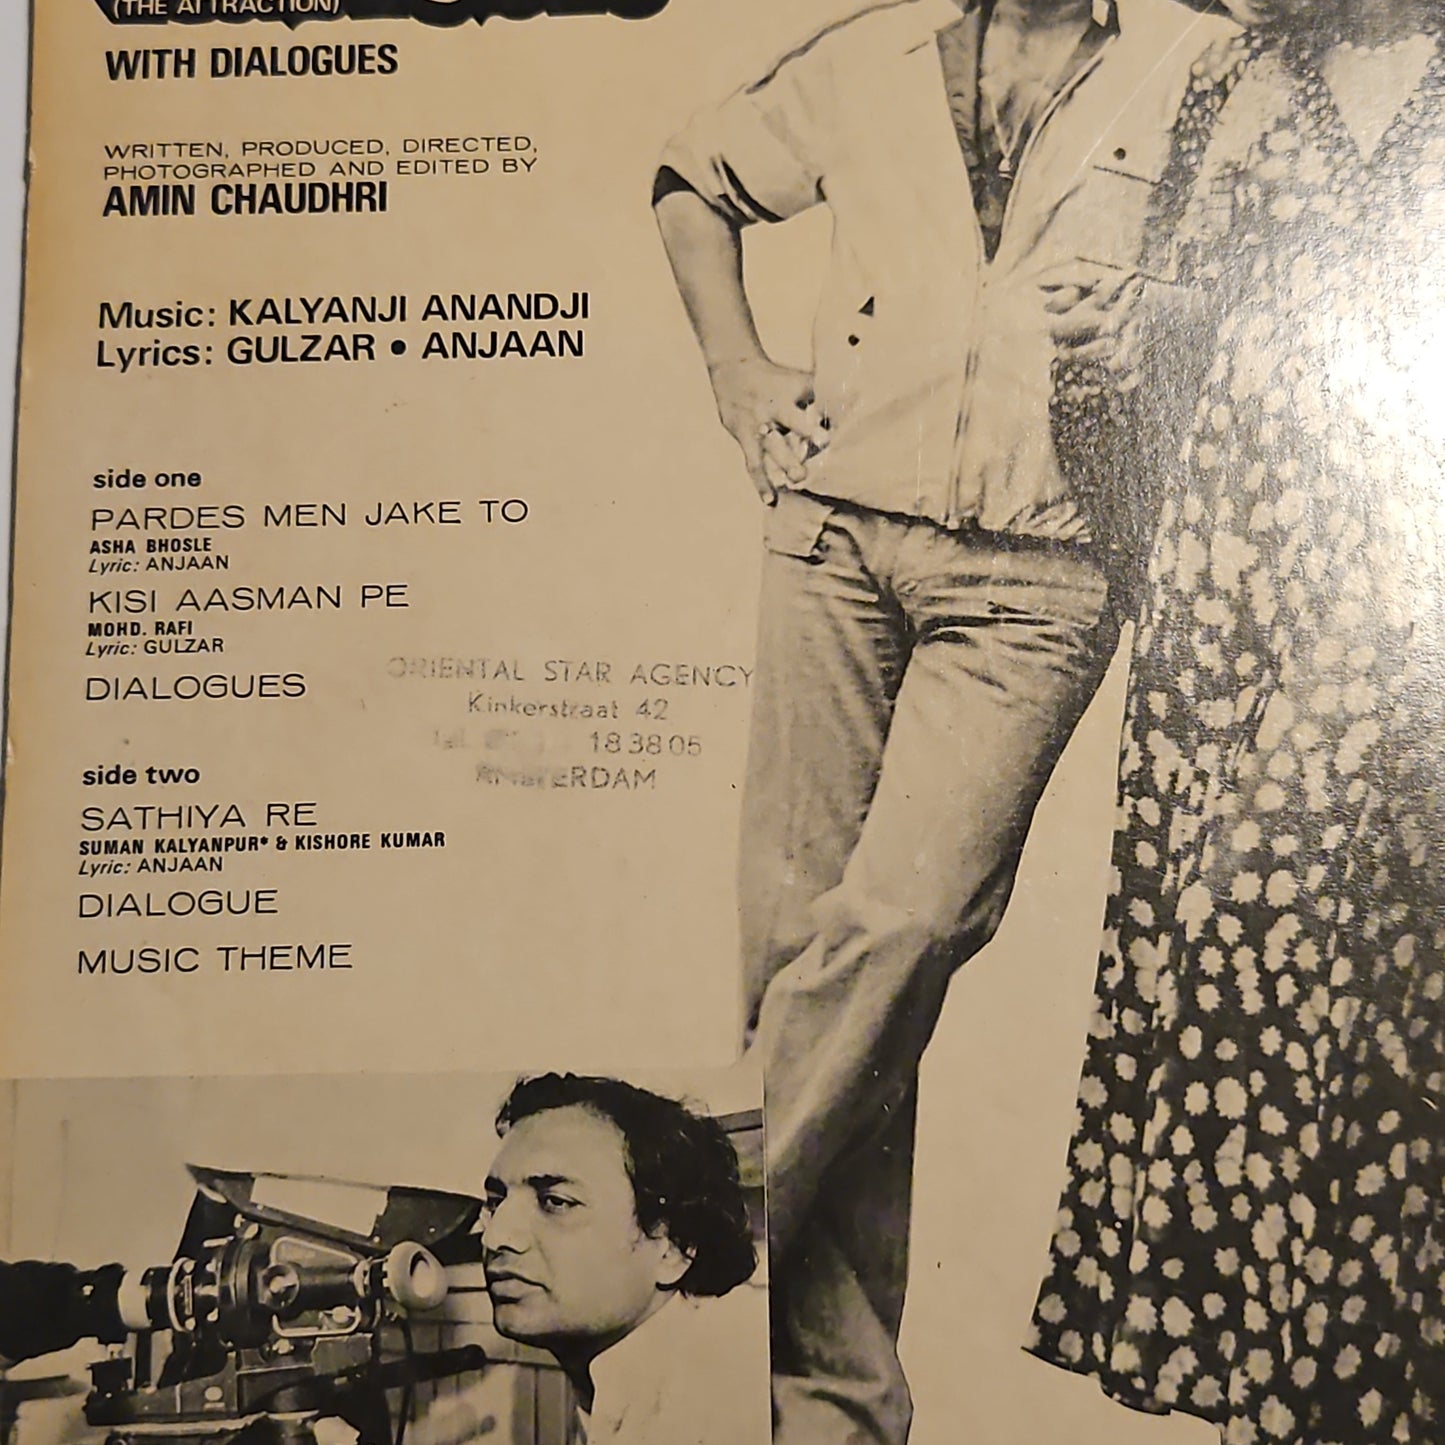 (THE ATTRACTION)
WITH DIALOGUES
WRITTEN, PRODUCED, DIRECTED,
PHOTOGRAPHED AND EDITED BY
AMIN CHAUDHRI
Music: KALYANJI ANANDJI
Lyrics: GULZAR • ANJAAN
side one
PARDES MEN JAKE TO
ASHA BHOSLE
Lyric: ANJAAN
KISI AASMAN PE
MOHD. RAFI
Lyric: GULZAR
DIALOGUES
ORIENTAL STAR AGENCY
Kinkerstraat 42
Tel. 183805
AMSTERDAM
side two
SATHIYA RE
SUMAN KALYANPUR* & KISHORE KUMAR
Lyric: ANJAAN
DIALOGUE
MUSIC THEME